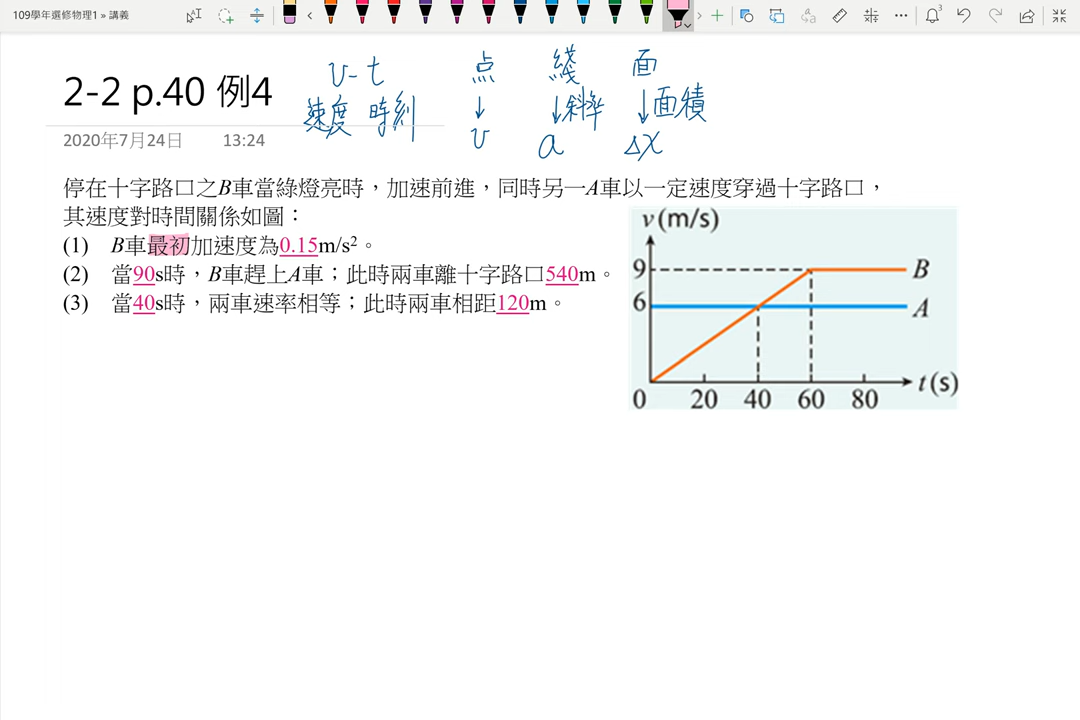 109學年選修物理1 » 講義
v-t 点 綫 面
2-2 p.40 例4
速度 時刻 ↓ ↓斜率 ↓面積
v a Δx
2020年7月24日 13:24
停在十字路口之B車當綠燈亮時，加速前進，同時另一A車以一定速度穿過十字路口，
其速度對時間關係如圖：
(1) B車最初加速度為0.15m/s²。
(2) 當90s時，B車趕上A車；此時兩車離十字路口540m。
(3) 當40s時，兩車速率相等；此時兩車相距120m。
v(m/s)
9 B
6 A
t(s)
0 20 40 60 80